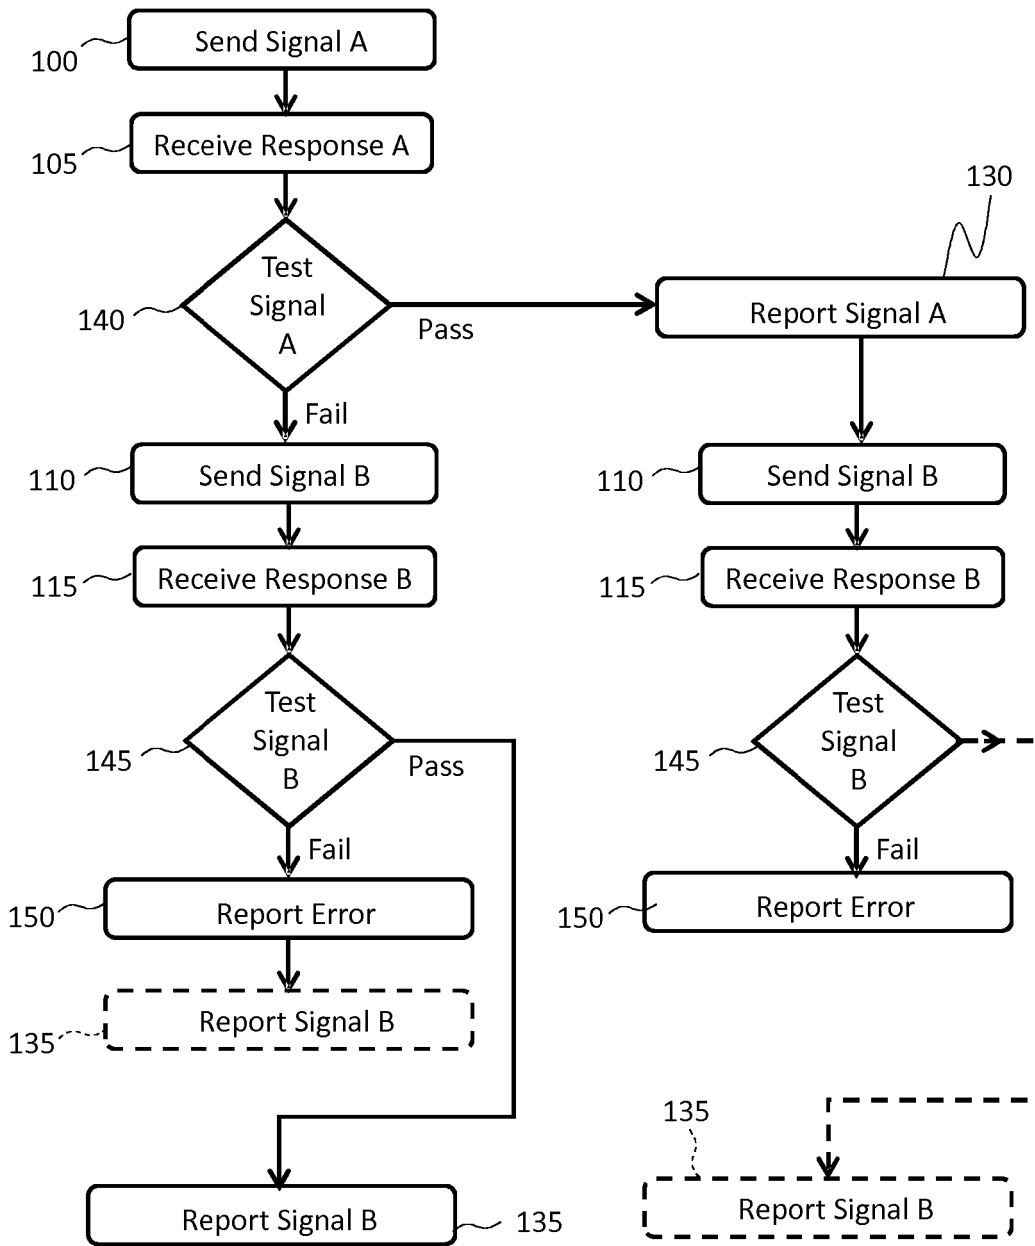 Send Signal A
100
Receive Response A
105
130
Test
Signal
A
140
Pass
Report Signal A
Fail
Send Signal B
110
Send Signal B
110
Receive Response B
115
Receive Response B
115
Test
Signal
B
145
Pass
Test
Signal
B
145
Fail
Fail
Report Error
150
Report Error
150
Report Signal B
135
135
Report Signal B
135
Report Signal B